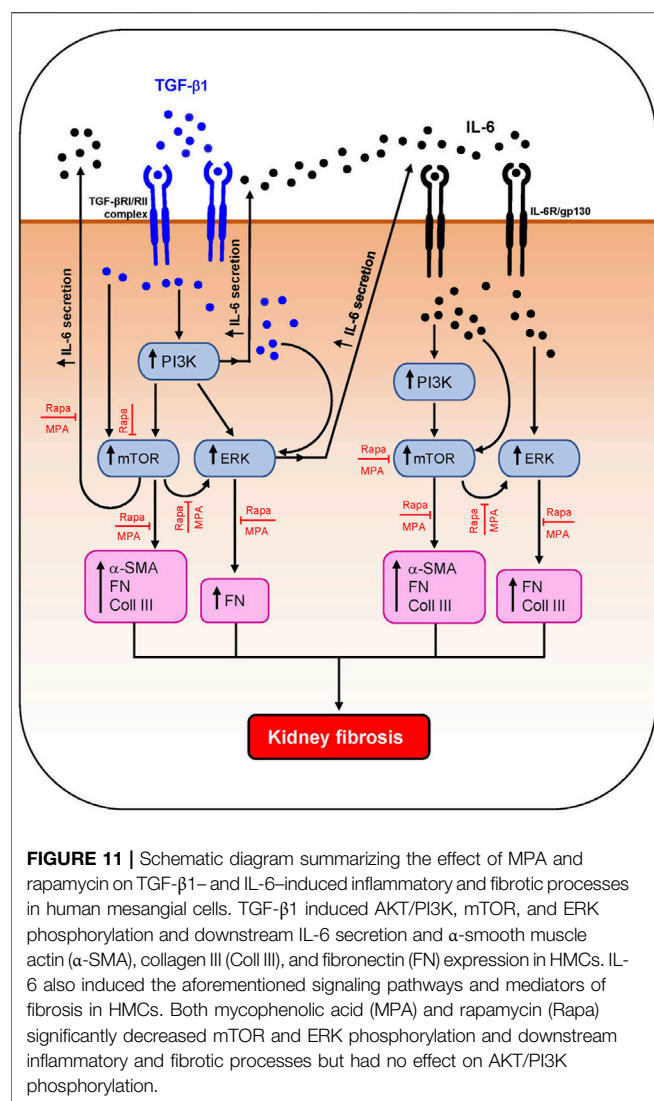 TGF-β1
IL-6
TGF-βRI/RII
complex
IL-6R/gp130
IL-6 secretion
IL-6 secretion
IL-6 secretion
PI3K
PI3K
Rapa
MPA
Rapa
mTOR
ERK
Rapa
MPA
mTOR
ERK
Rapa
MPA
Rapa
MPA
Rapa
MPA
Rapa
MPA
Rapa
MPA
Rapa
MPA
α-SMA
FN
Coll III
FN
α-SMA
FN
Coll III
FN
Coll III
Kidney fibrosis
FIGURE 11 | Schematic diagram summarizing the effect of MPA and
rapamycin on TGF-β1– and IL-6–induced inflammatory and fibrotic processes
in human mesangial cells. TGF-β1 induced AKT/PI3K, mTOR, and ERK
phosphorylation and downstream IL-6 secretion and α-smooth muscle
actin (α-SMA), collagen III (Coll III), and fibronectin (FN) expression in HMCs. IL-
6 also induced the aforementioned signaling pathways and mediators of
fibrosis in HMCs. Both mycophenolic acid (MPA) and rapamycin (Rapa)
significantly decreased mTOR and ERK phosphorylation and downstream
inflammatory and fibrotic processes but had no effect on AKT/PI3K
phosphorylation.